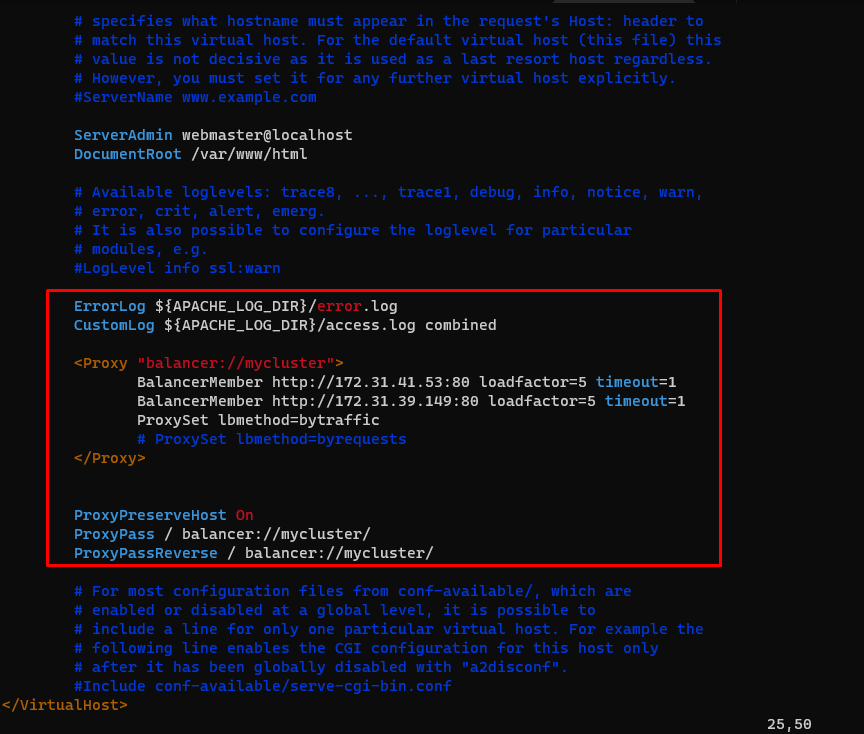 # specifies what hostname must appear in the request's Host: header to
# match this virtual host. For the default virtual host (this file) this
# value is not decisive as it is used as a last resort host regardless.
# However, you must set it for any further virtual host explicitly.
#ServerName www.example.com
ServerAdmin webmaster@localhost
DocumentRoot /var/www/html
# Available loglevels: trace8, ..., trace1, debug, info, notice, warn,
# error, crit, alert, emerg.
# It is also possible to configure the loglevel for particular
# modules, e.g.
#LogLevel info ssl:warn
ErrorLog ${APACHE_LOG_DIR}/error.log
CustomLog ${APACHE_LOG_DIR}/access.log combined
<Proxy "balancer://mycluster">
BalancerMember http://172.31.41.53:80 loadfactor=5 timeout=1
BalancerMember http://172.31.39.149:80 loadfactor=5 timeout=1
ProxySet lbmethod=bytraffic
# ProxySet lbmethod=byrequests
</Proxy>
ProxyPreserveHost On
ProxyPass / balancer://mycluster/
ProxyPassReverse / balancer://mycluster/
# For most configuration files from conf-available/, which are
# enabled or disabled at a global level, it is possible to
# include a line for only one particular virtual host. For example the
# following line enables the CGI configuration for this host only
# after it has been globally disabled with "a2disconf".
#Include conf-available/serve-cgi-bin.conf
</VirtualHost>
25,50